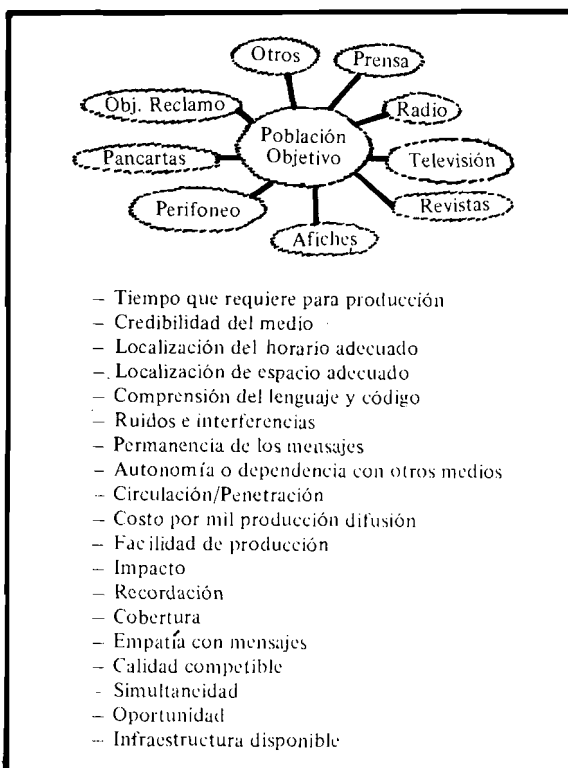 Otros
Prensa
Obj. Reclamo
Radio
Población
Objetivo
Pancartas
Televisión
Perifoneo
Revistas
Afiches
– Tiempo que requiere para producción
– Credibilidad del medio
– Localización del horario adecuado
– Localización de espacio adecuado
– Comprensión del lenguaje y código
– Ruidos e interferencias
– Permanencia de los mensajes
– Autonomía o dependencia con otros medios
– Circulación/Penetración
– Costo por mil producción difusión
– Facilidad de producción
– Impacto
– Recordación
– Cobertura
– Empatía con mensajes
– Calidad competible
- Simultaneidad
– Oportunidad
– Infraestructura disponible